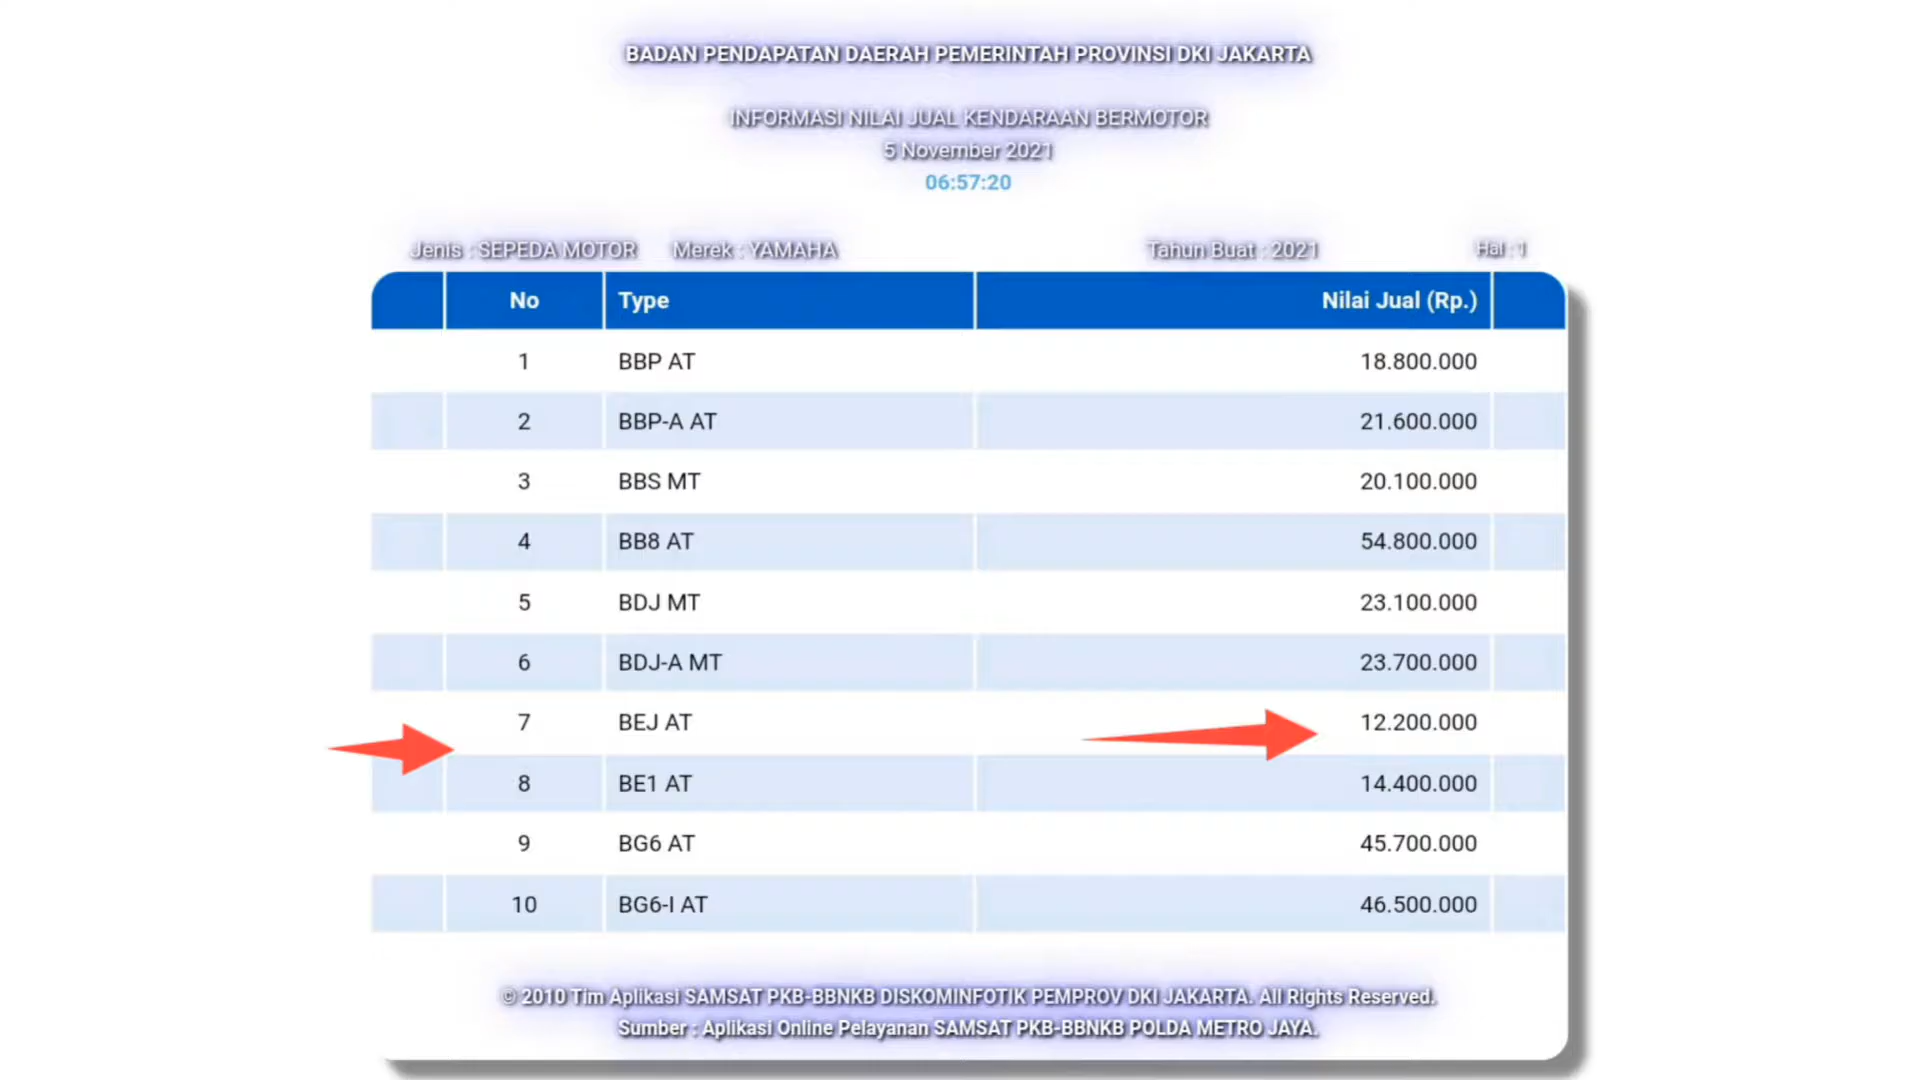 BADAN PENDAPATAN DAERAH PEMERINTAH PROVINSI DKI JAKARTA
INFORMASI NILAI JUAL KENDARAAN BERMOTOR
5 November 2021
06:57:20
Jenis : SEPEDA MOTOR Merek : YAMAHA Tahun Buat : 2021 Hal : 1
No Type Nilai Jual (Rp.)
1 BBP AT 18.800.000
2 BBP-A AT 21.600.000
3 BBS MT 20.100.000
4 BB8 AT 54.800.000
5 BDJ MT 23.100.000
6 BDJ-A MT 23.700.000
7 BEJ AT 12.200.000
8 BE1 AT 14.400.000
9 BG6 AT 45.700.000
10 BG6-I AT 46.500.000
© 2010 Tim Aplikasi SAMSAT PKB-BBNKB DISKOMINFOTIK PEMPROV DKI JAKARTA. All Rights Reserved.
Sumber : Aplikasi Online Pelayanan SAMSAT PKB-BBNKB POLDA METRO JAYA.